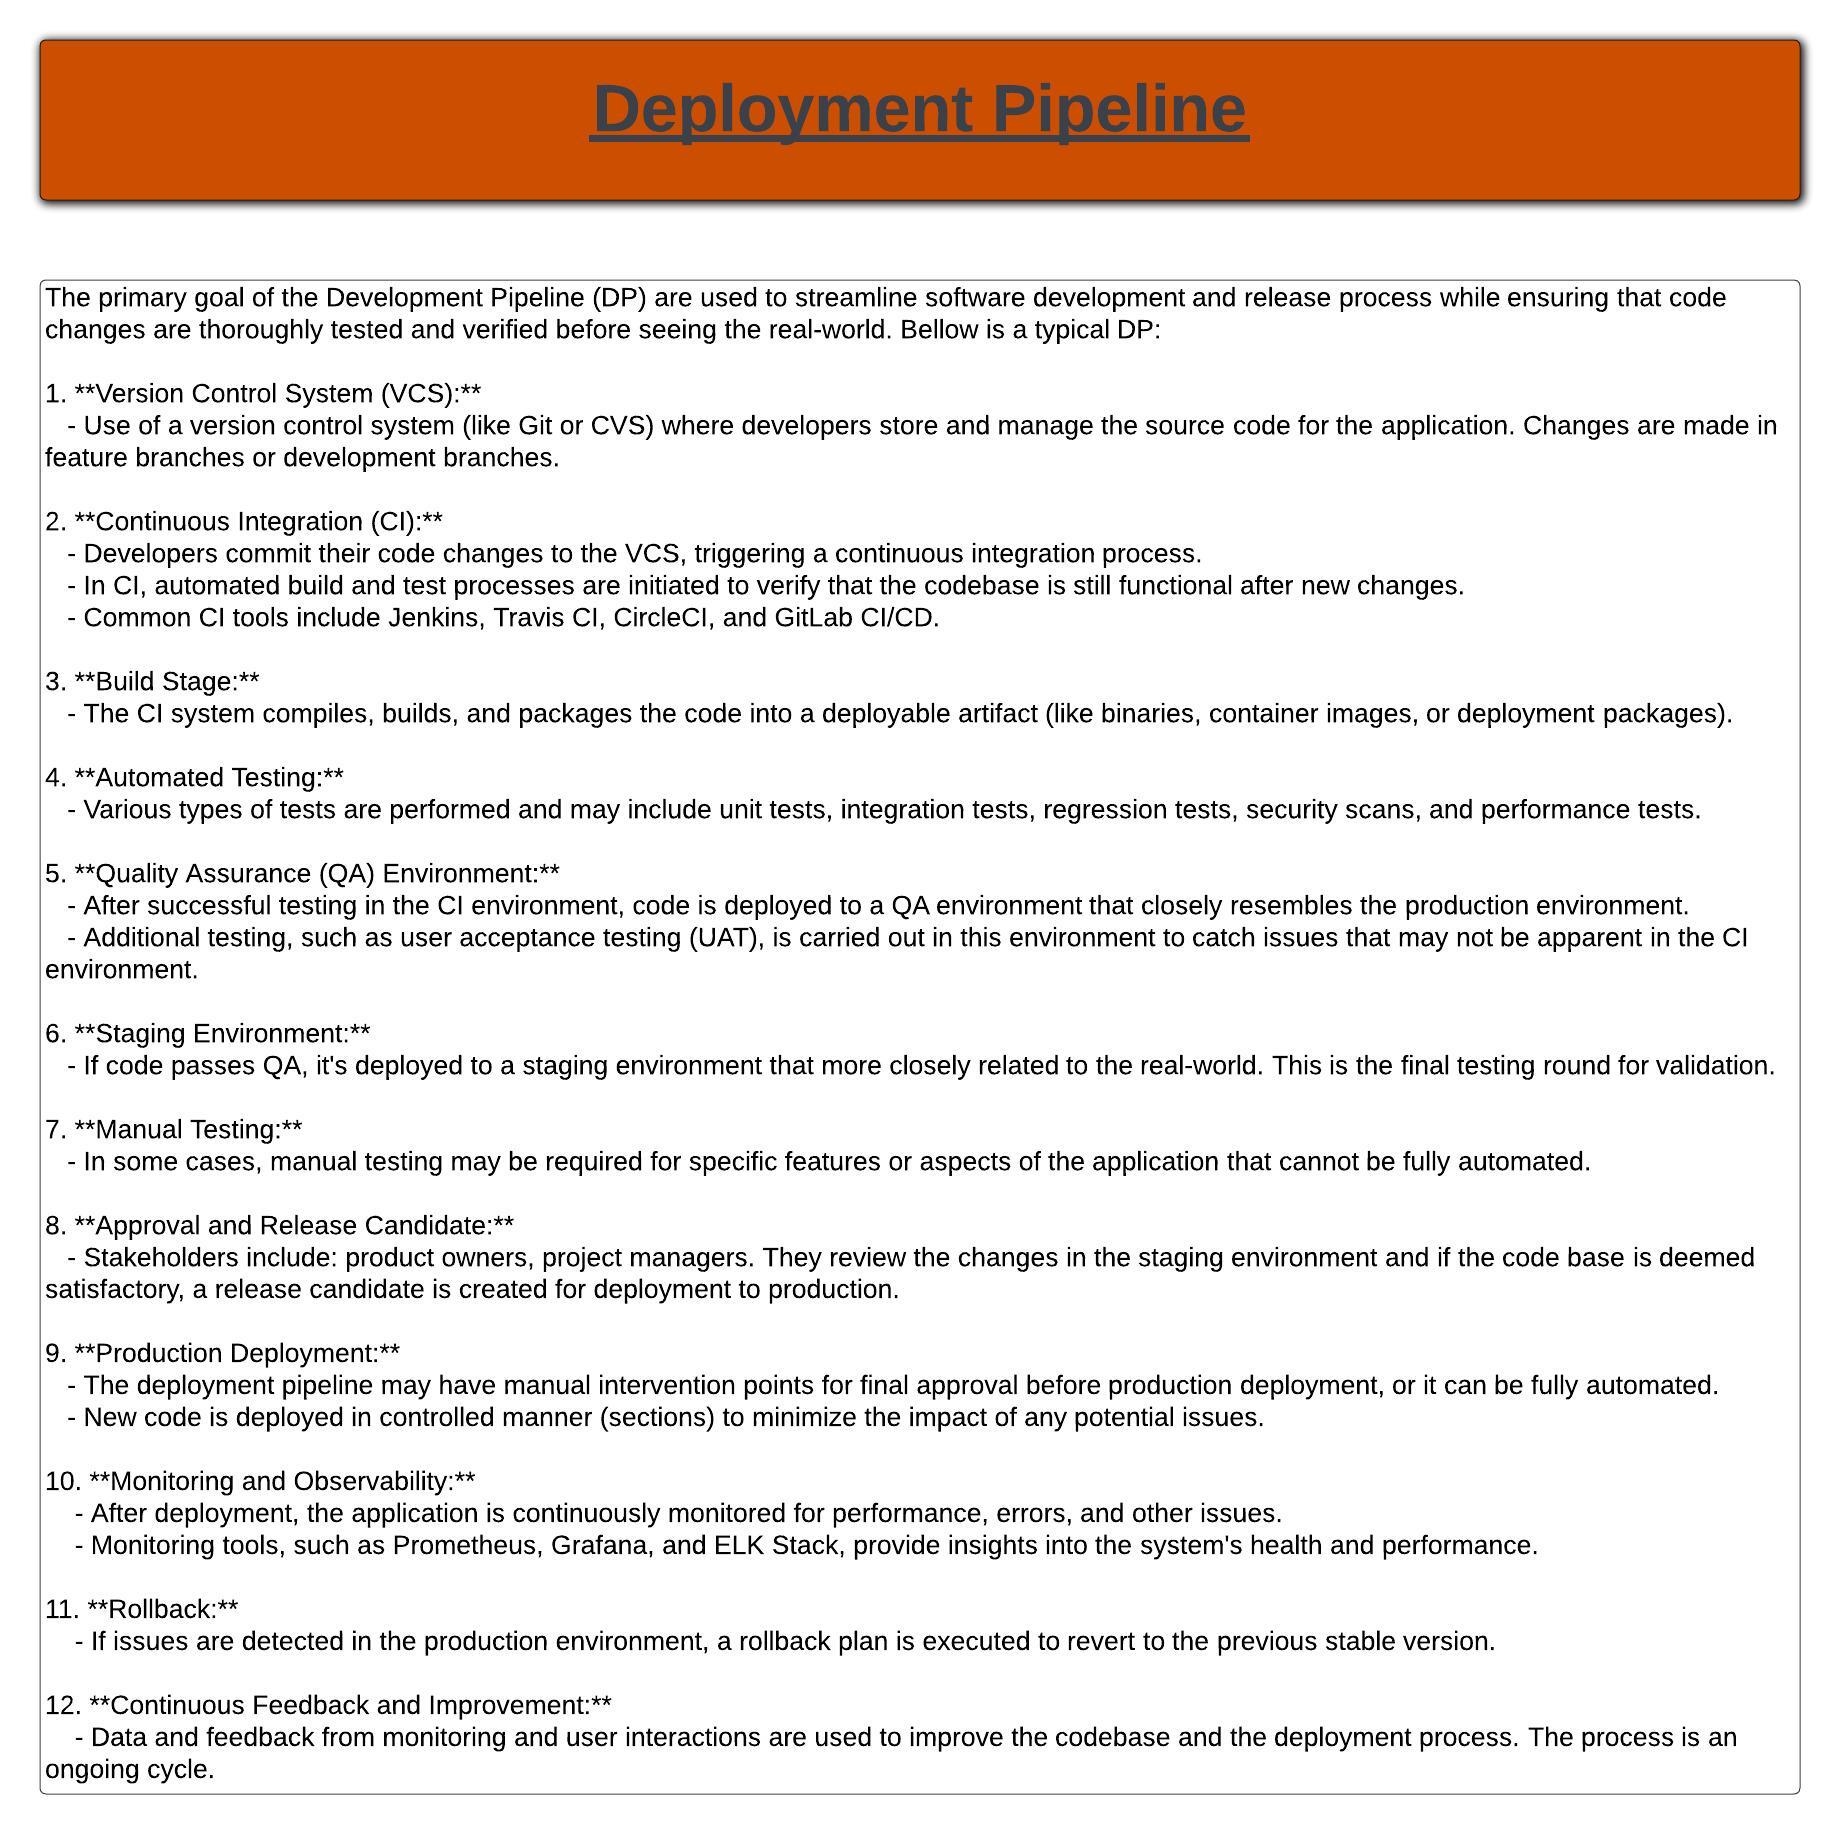 Deployment Pipeline
The primary goal of the Development Pipeline (DP) are used to streamline software development and release process while ensuring that code
changes are thoroughly tested and verified before seeing the real-world. Bellow is a typical DP:
1. **Version Control System (VCS):**
- Use of a version control system (like Git or CVS) where developers store and manage the source code for the application. Changes are made in
feature branches or development branches.
2. **Continuous Integration (CI):**
- Developers commit their code changes to the VCS, triggering a continuous integration process.
- In CI, automated build and test processes are initiated to verify that the codebase is still functional after new changes.
- Common CI tools include Jenkins, Travis CI, CircleCI, and GitLab CI/CD.
3. **Build Stage:**
- The CI system compiles, builds, and packages the code into a deployable artifact (like binaries, container images, or deployment packages).
4. **Automated Testing:**
- Various types of tests are performed and may include unit tests, integration tests, regression tests, security scans, and performance tests.
5. **Quality Assurance (QA) Environment:**
- After successful testing in the CI environment, code is deployed to a QA environment that closely resembles the production environment.
- Additional testing, such as user acceptance testing (UAT), is carried out in this environment to catch issues that may not be apparent in the CI
environment.
6. **Staging Environment:**
- If code passes QA, it's deployed to a staging environment that more closely related to the real-world. This is the final testing round for validation.
7. **Manual Testing:**
- In some cases, manual testing may be required for specific features or aspects of the application that cannot be fully automated.
8. **Approval and Release Candidate:**
- Stakeholders include: product owners, project managers. They review the changes in the staging environment and if the code base is deemed
satisfactory, a release candidate is created for deployment to production.
9. **Production Deployment:**
- The deployment pipeline may have manual intervention points for final approval before production deployment, or it can be fully automated.
- New code is deployed in controlled manner (sections) to minimize the impact of any potential issues.
10. **Monitoring and Observability:**
- After deployment, the application is continuously monitored for performance, errors, and other issues.
- Monitoring tools, such as Prometheus, Grafana, and ELK Stack, provide insights into the system's health and performance.
11. **Rollback:**
- If issues are detected in the production environment, a rollback plan is executed to revert to the previous stable version.
12. **Continuous Feedback and Improvement:**
- Data and feedback from monitoring and user interactions are used to improve the codebase and the deployment process. The process is an
ongoing cycle.